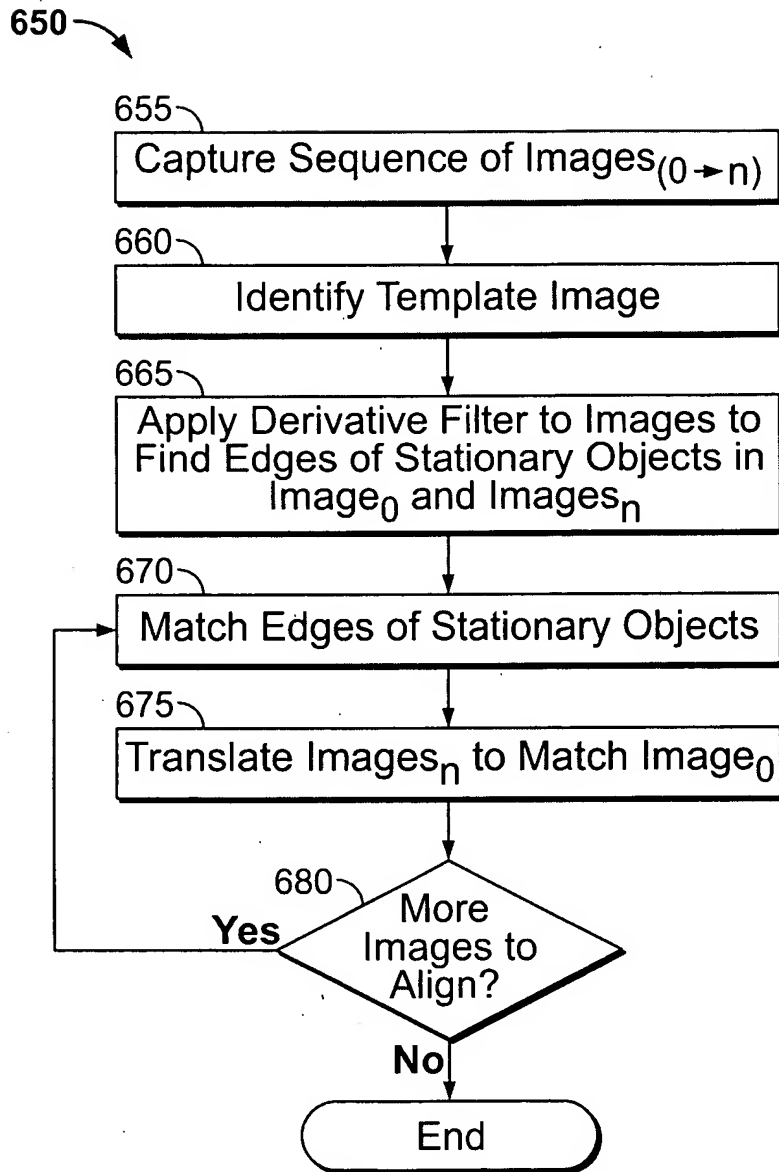 650
655
Capture Sequence of Images(0→n)
660
Identify Template Image
665
Apply Derivative Filter to Images to
Find Edges of Stationary Objects in
Image0 and Imagesn
670
Match Edges of Stationary Objects
675
Translate Imagesn to Match Image0
680
More
Images to
Align?
Yes
No
End